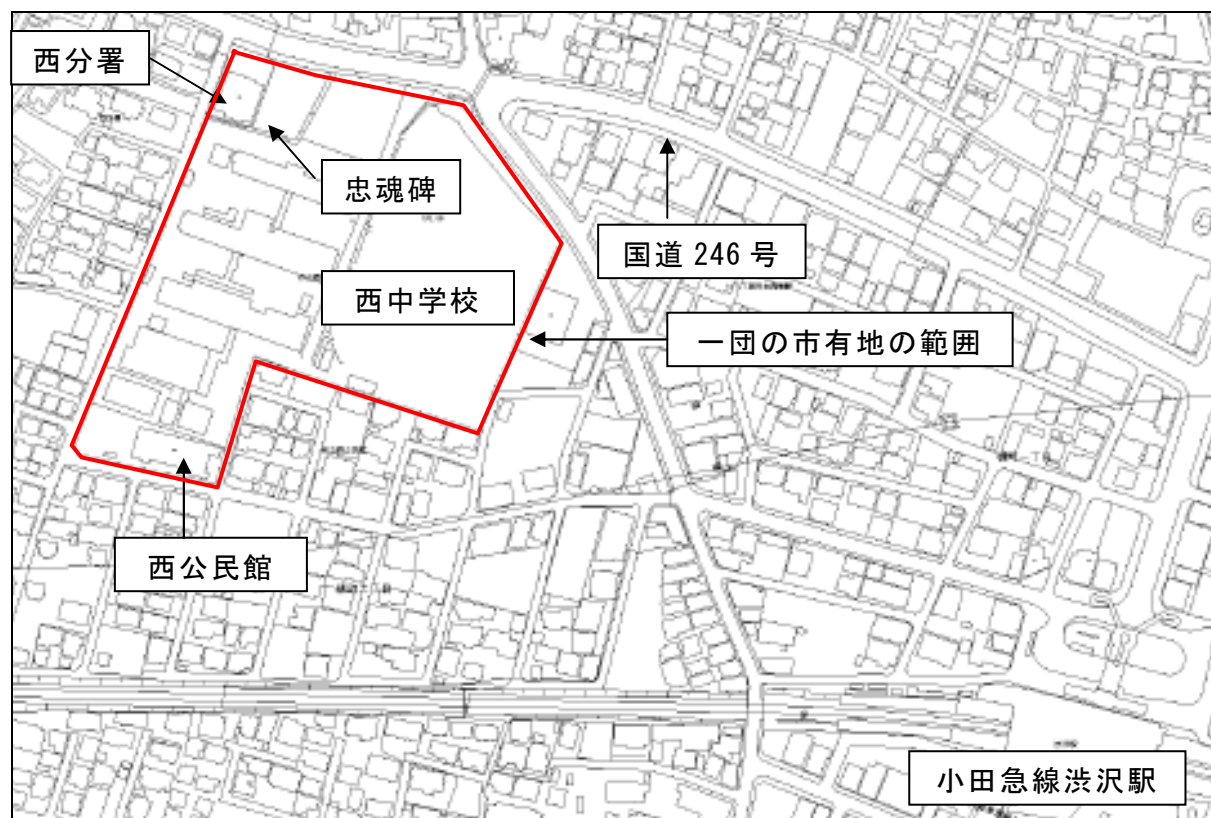 西分署
忠魂碑
国道 246 号
西中学校
一団の市有地の範囲
西公民館
小田急線渋沢駅